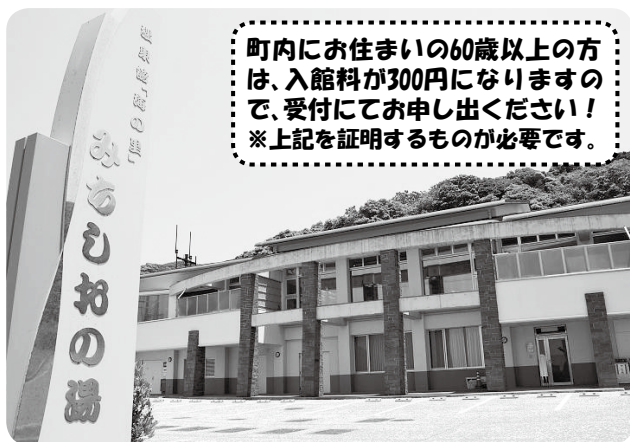 町内にお住まいの60歳以上の方
は、入館料が300円になりますの
で、受付にてお申し出ください！
※上記を証明するものが必要です。
温泉館「海の里」
みちしおの湯